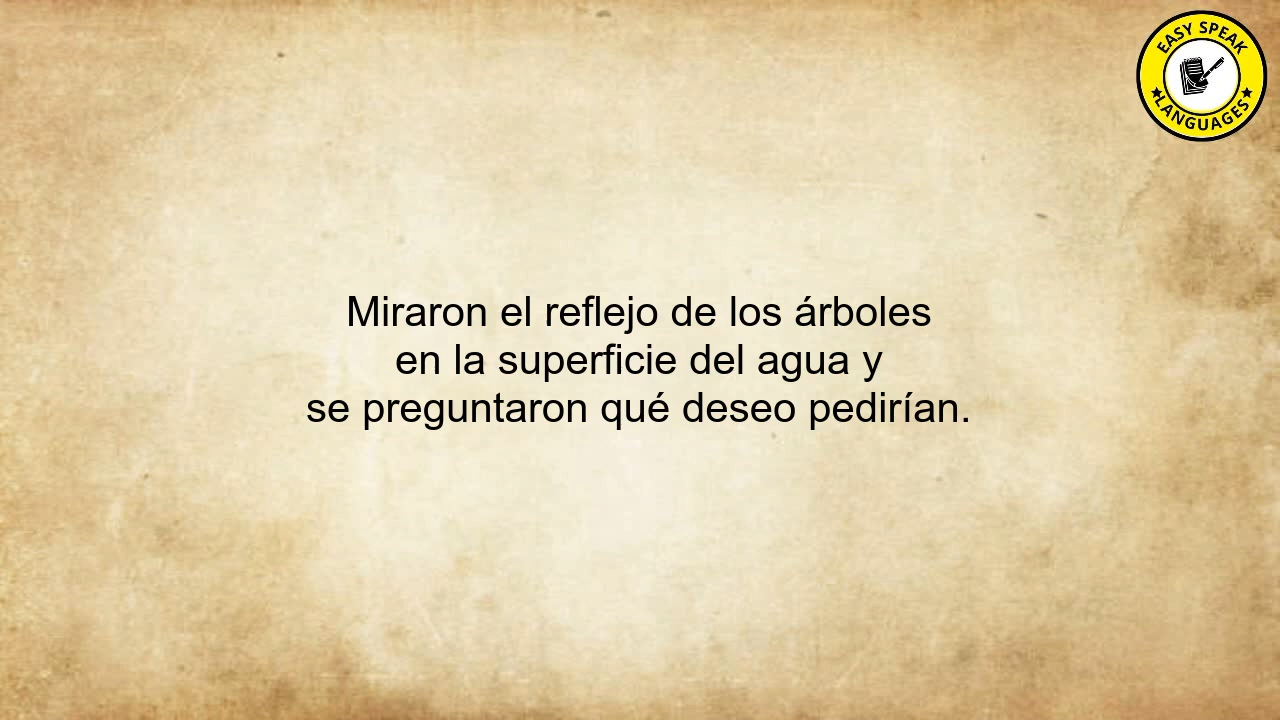 EASY SPEAK
LANGUAGES
Miraron el reflejo de los árboles
en la superficie del agua y
se preguntaron qué deseo pedirían.